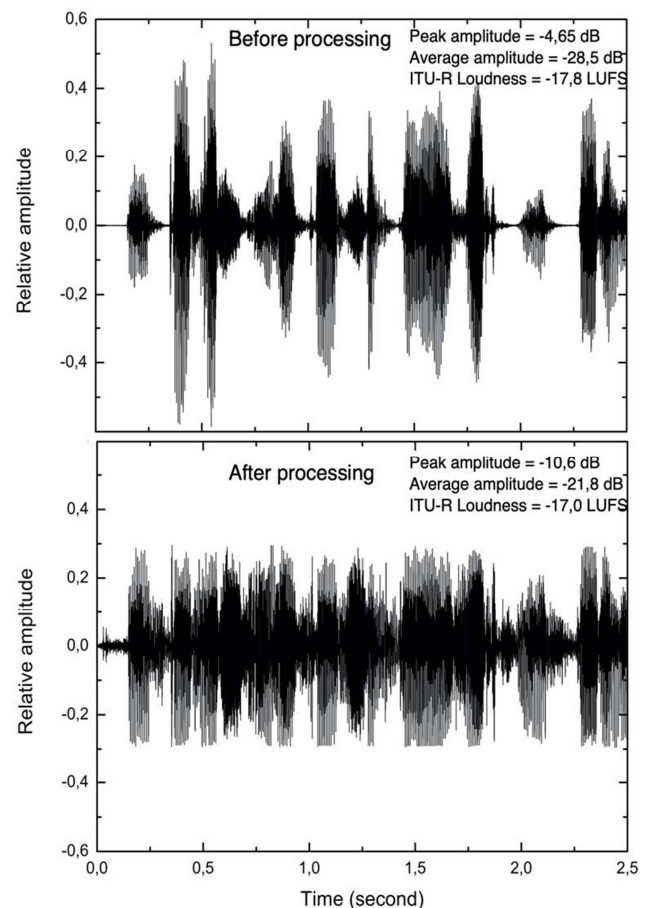 0,6
Before processing
Peak amplitude = -4,65 dB
Average amplitude = -28,5 dB
ITU-R Loudness = -17,8 LUFS
0,4
0,2
0,0
-0,2
-0,4
Relative amplitude
After processing
Peak amplitude = -10,6 dB
Average amplitude = -21,8 dB
ITU-R Loudness = -17,0 LUFS
0,4
0,2
0,0
-0,2
-0,4
-0,6
Relative amplitude
0,0 0,5 1,0 1,5 2,0 2,5
Time (second)